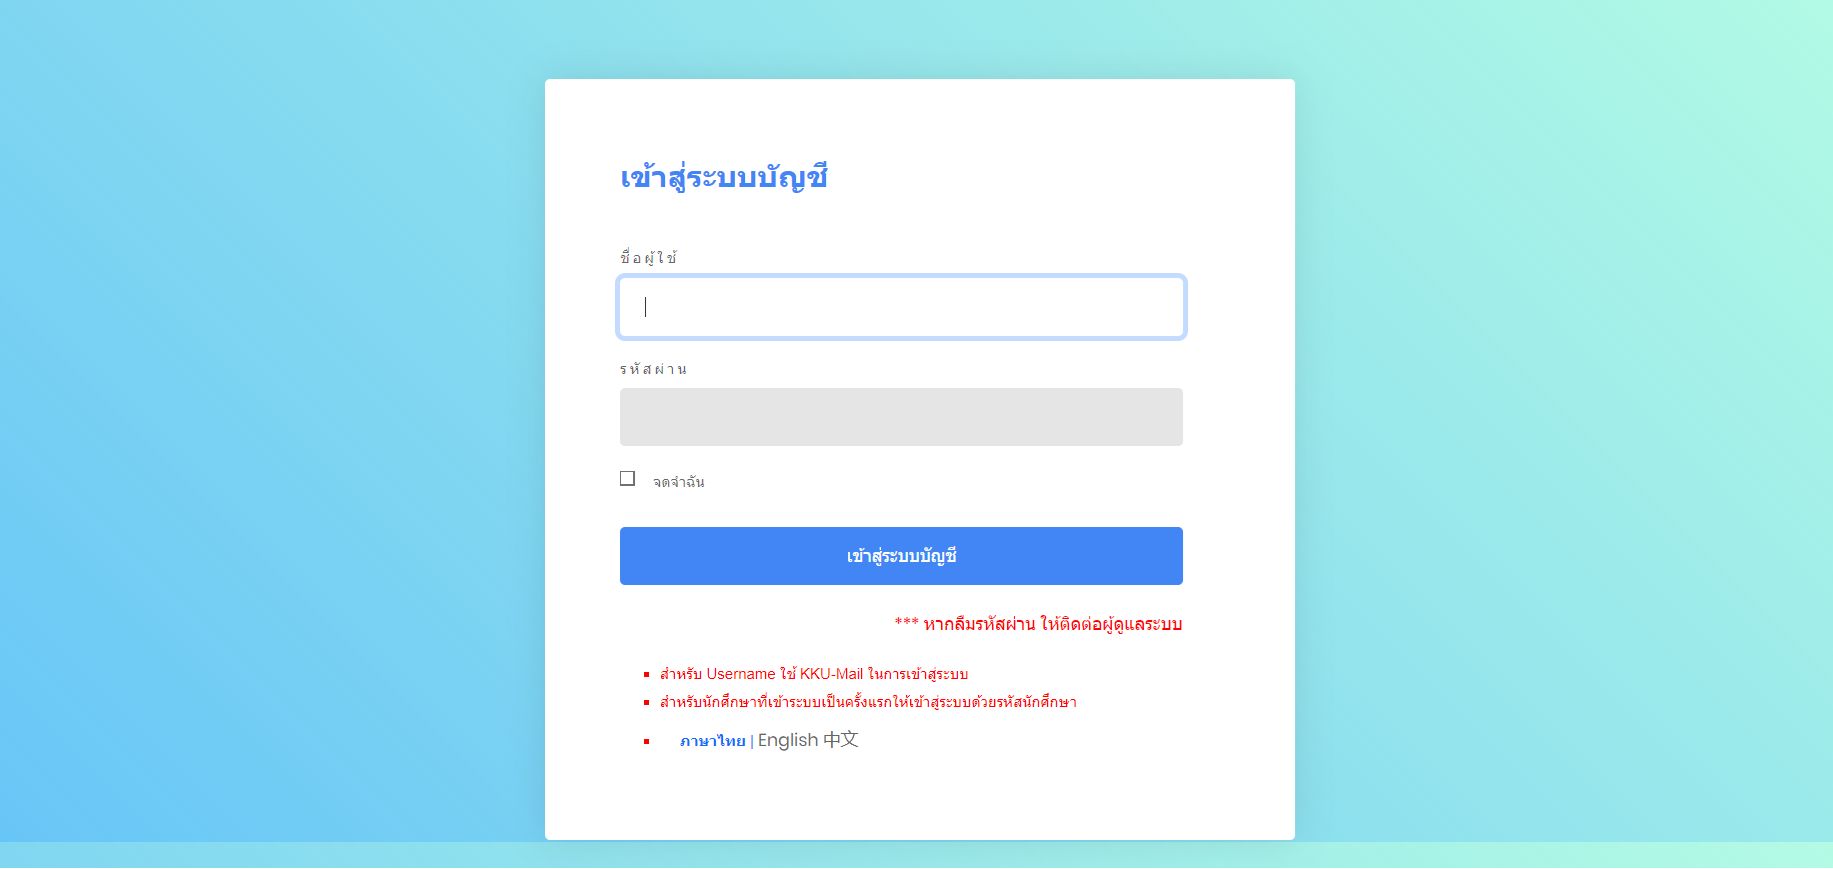 เข้าสู่ระบบบัญชี
ชื่อผู้ใช้
รหัสผ่าน
จดจำฉัน
เข้าสู่ระบบบัญชี
*** หากลืมรหัสผ่าน ให้ติดต่อผู้ดูแลระบบ
สำหรับ Username ใช้ KKU-Mail ในการเข้าสู่ระบบ
สำหรับนักศึกษาที่เข้าระบบเป็นครั้งแรกให้เข้าสู่ระบบด้วยรหัสนักศึกษา
ภาษาไทย | English 中文